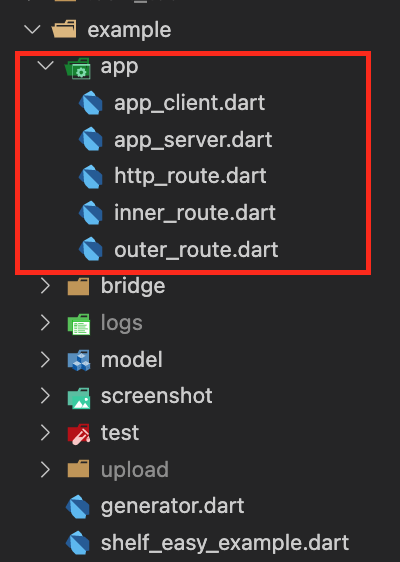 example
app
app_client.dart
app_server.dart
http_route.dart
inner_route.dart
outer_route.dart
bridge
logs
model
screenshot
test
upload
generator.dart
shelf_easy_example.dart